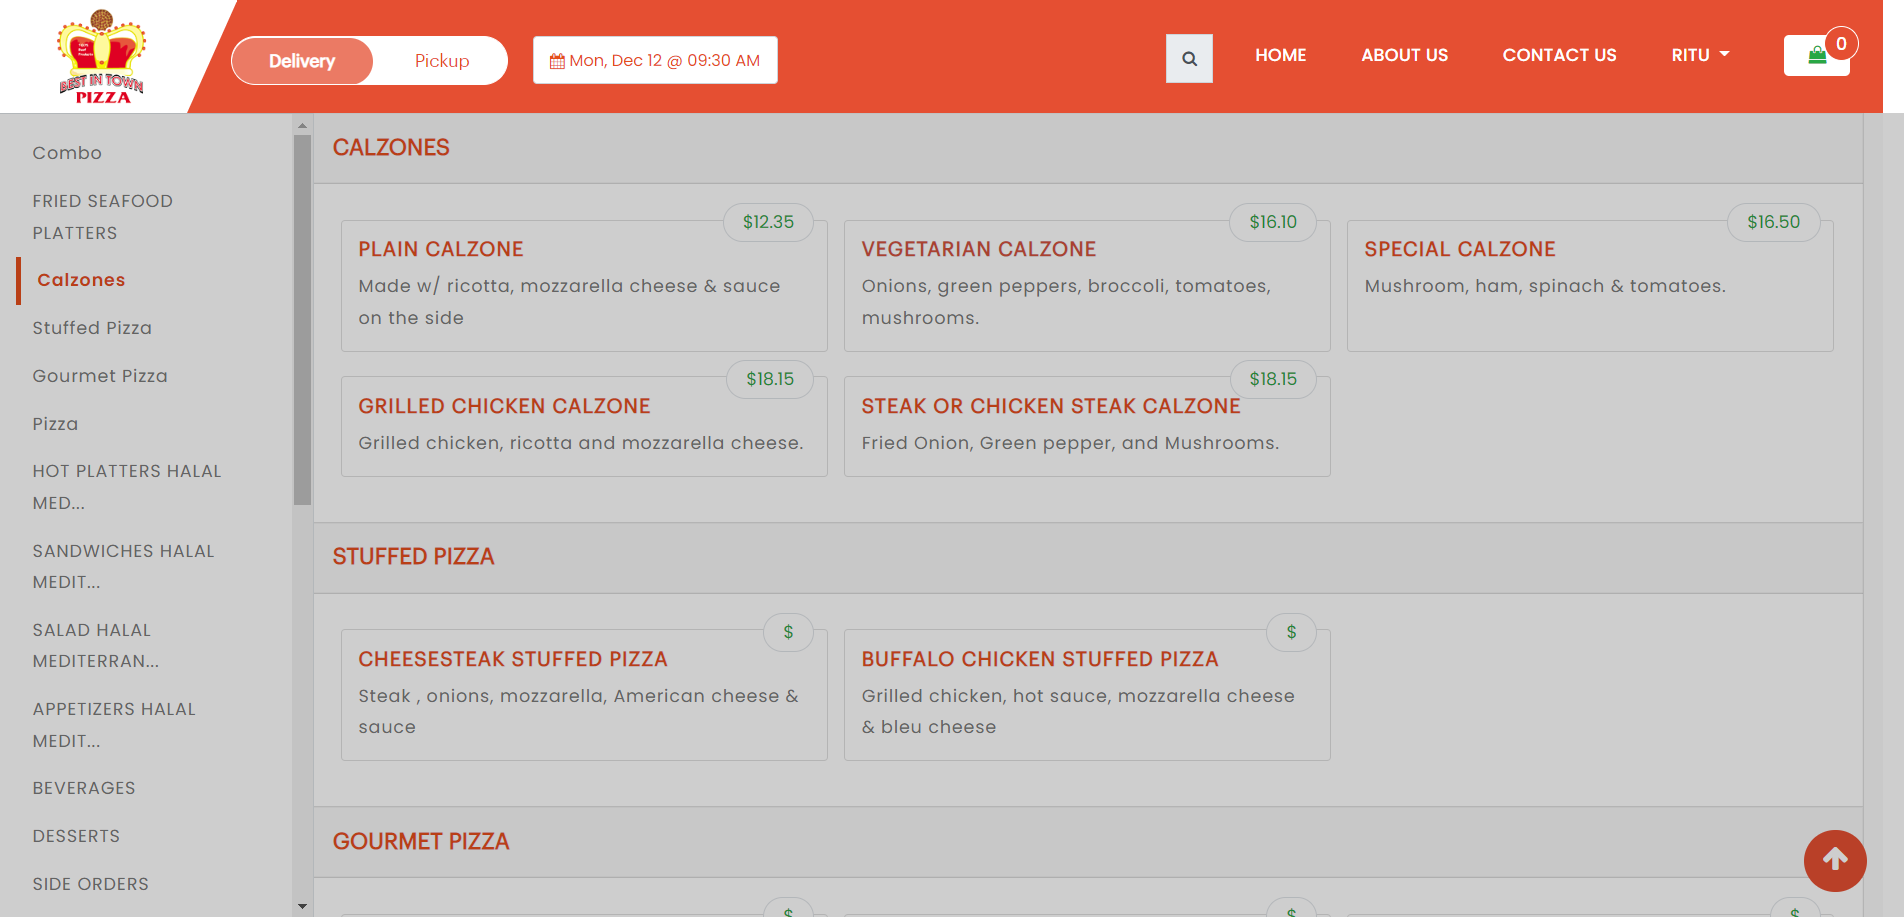 BEST IN TOWN
PIZZA
Delivery
Pickup
Mon, Dec 12 @ 09:30 AM
HOME
ABOUT US
CONTACT US
RITU
0
Combo
FRIED SEAFOOD
PLATTERS
Calzones
Stuffed Pizza
Gourmet Pizza
Pizza
HOT PLATTERS HALAL
MED...
SANDWICHES HALAL
MEDIT...
SALAD HALAL
MEDITERRAN...
APPETIZERS HALAL
MEDIT...
BEVERAGES
DESSERTS
SIDE ORDERS
CALZONES
$12.35
PLAIN CALZONE
Made w/ ricotta, mozzarella cheese & sauce
on the side
$16.10
VEGETARIAN CALZONE
Onions, green peppers, broccoli, tomatoes,
mushrooms.
$16.50
SPECIAL CALZONE
Mushroom, ham, spinach & tomatoes.
$18.15
GRILLED CHICKEN CALZONE
Grilled chicken, ricotta and mozzarella cheese.
$18.15
STEAK OR CHICKEN STEAK CALZONE
Fried Onion, Green pepper, and Mushrooms.
STUFFED PIZZA
$
CHEESESTEAK STUFFED PIZZA
Steak , onions, mozzarella, American cheese &
sauce
$
BUFFALO CHICKEN STUFFED PIZZA
Grilled chicken, hot sauce, mozzarella cheese
& bleu cheese
GOURMET PIZZA
$
$
$